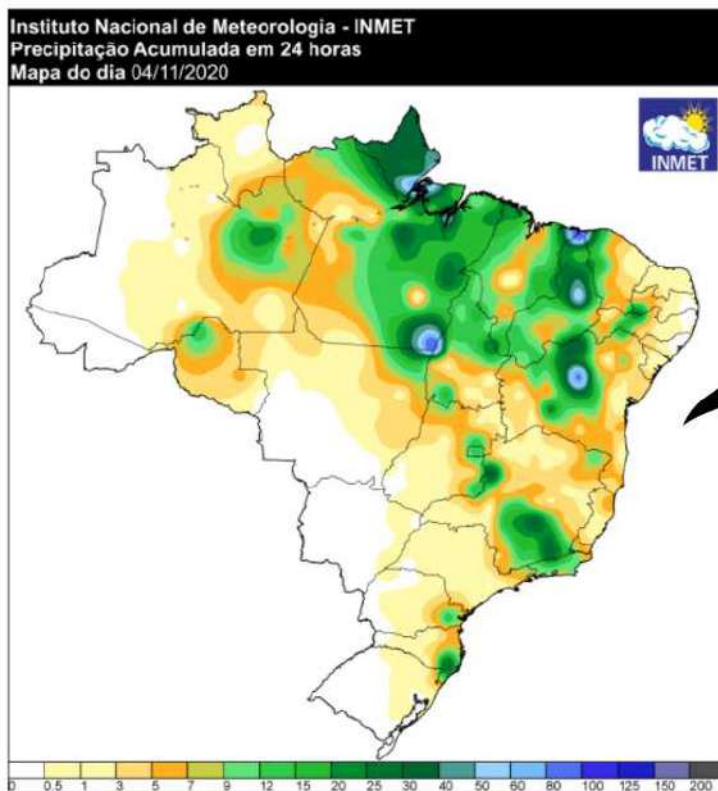 Instituto Nacional de Meteorologia - INMET
Precipitação Acumulada em 24 horas
Mapa do dia 04/11/2020
INMET
0 0.5 1 3 5 7 9 12 15 20 25 30 40 50 60 80 100 125 150 200